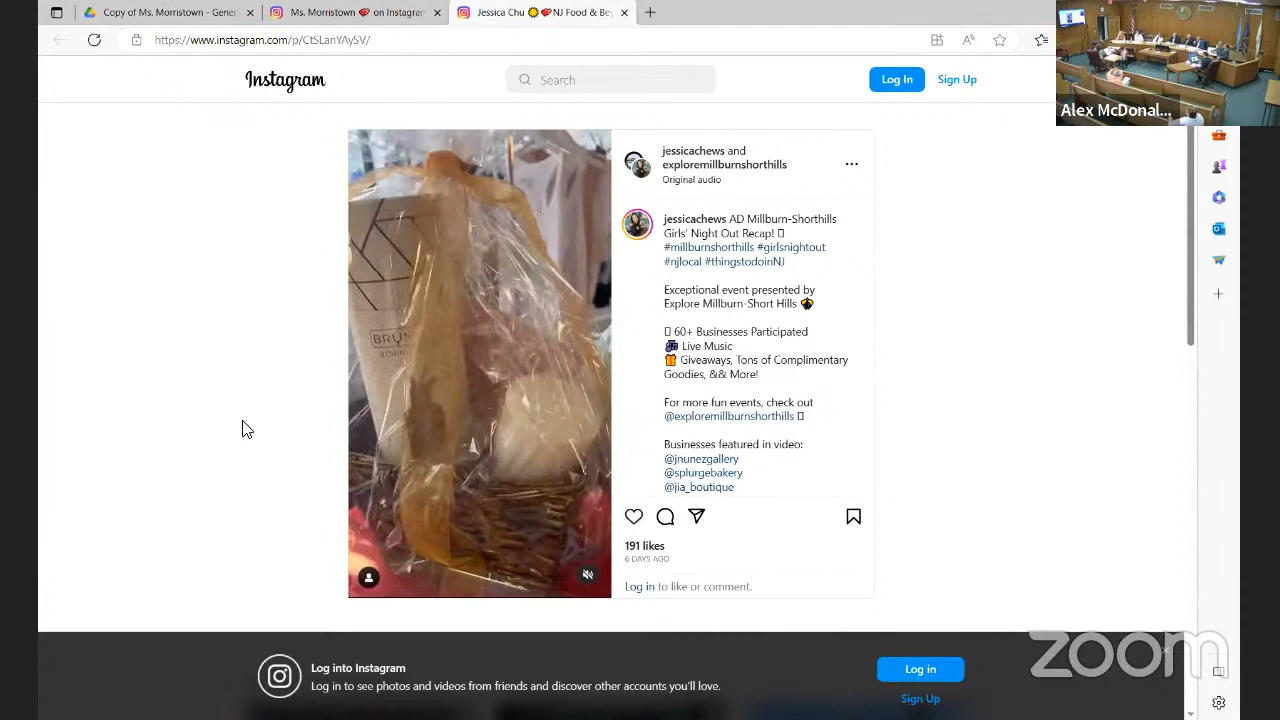 Copy of Ms. Morristown - Gener
Ms. Morristown ❤️ on Instagram
Jessica Chu 🌞❤️NJ Food & Be
https://www.instagram.com/p/CtSLanYAySV/
Alex McDonal...
Instagram
Search
Log In
Sign Up
jessicachews and
exploremillburnshorthills
Original audio
jessicachews AD Millburn-Shorthills
Girls' Night Out Recap!
#millburnshorthills #girlsnightout
#njlocal #thingstodoinNJ
Exceptional event presented by
Explore Millburn-Short Hills
60+ Businesses Participated
Live Music
🎁 Giveaways, Tons of Complimentary
Goodies, && More!
For more fun events, check out
@exploremillburnshorthills
Businesses featured in video:
@jnunezgallery
@splurgebakery
@jia_boutique
191 likes
6 DAYS AGO
Log in to like or comment.
Log into Instagram
Log in to see photos and videos from friends and discover other accounts you'll love.
Log in
Sign Up
zoom